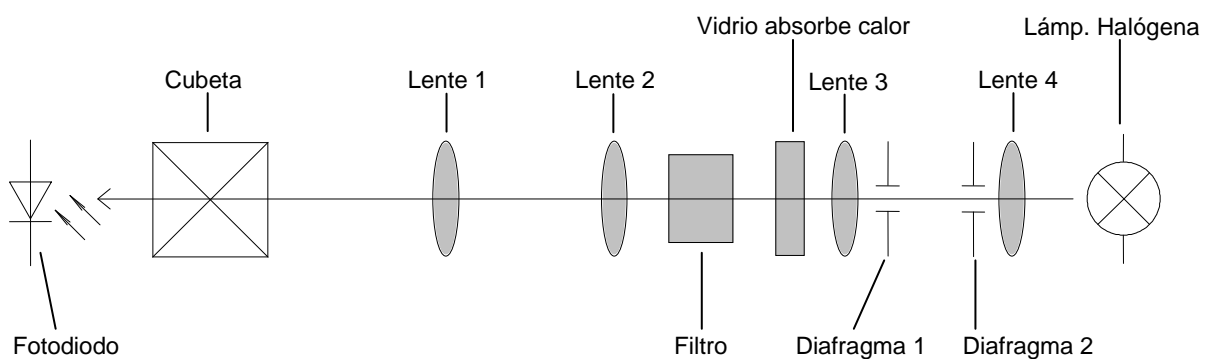 Vidrio absorbe calor
Lámp. Halógena
Cubeta
Lente 1
Lente 2
Lente 3
Lente 4
Fotodiodo
Filtro
Diafragma 1
Diafragma 2